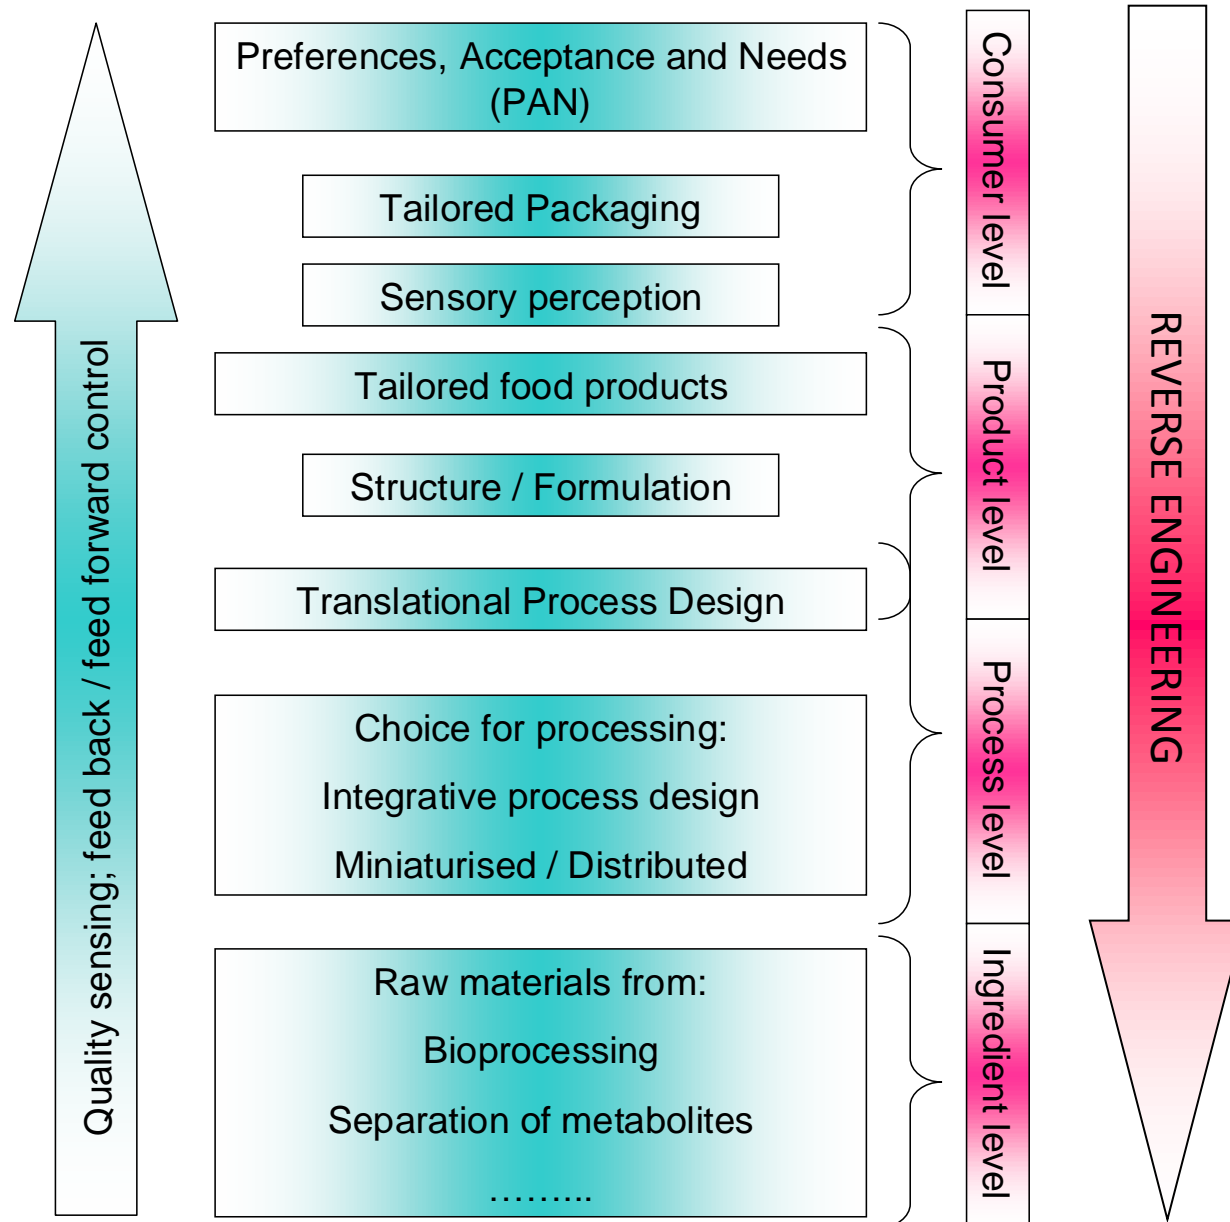 Preferences, Acceptance and Needs
(PAN)
Tailored Packaging
Sensory perception
Tailored food products
Structure / Formulation
Translational Process Design
Choice for processing:
Integrative process design
Miniaturised / Distributed
Raw materials from:
Bioprocessing
Separation of metabolites
………..
Quality sensing; feed back / feed forward control
Consumer level
Product level
Process level
Ingredient level
REVERSE ENGINEERING